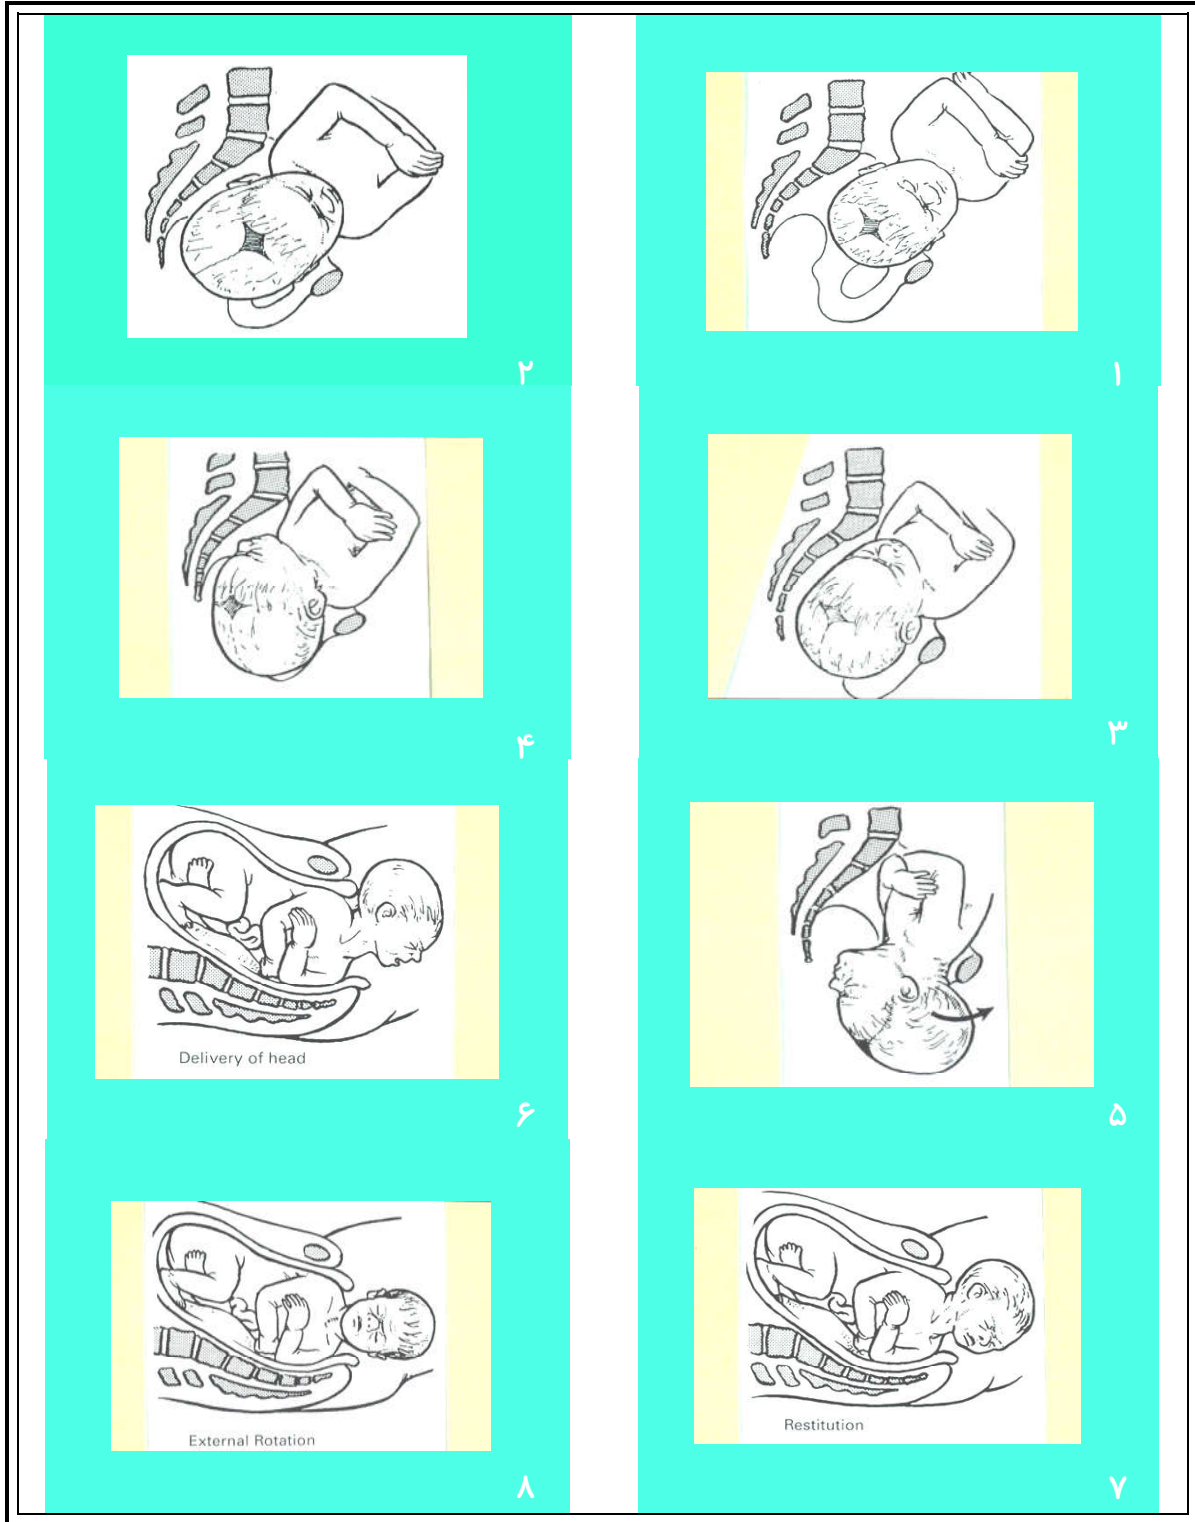 ۱
۲
۳
۴
۵
Delivery of head
۶
Restitution
۷
External Rotation
۸